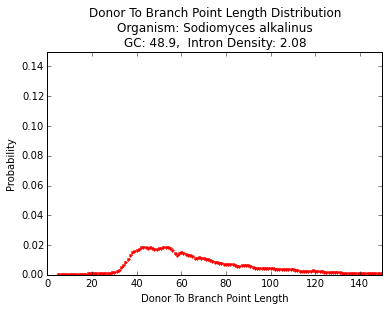 Donor To Branch Point Length Distribution
Organism: Sodiomyces alkalinus
GC: 48.9,  Intron Density: 2.08
0.14
0.12
0.10
0.08
0.06
0.04
0.02
0.00
Probability
0 20 40 60 80 100 120 140
Donor To Branch Point Length